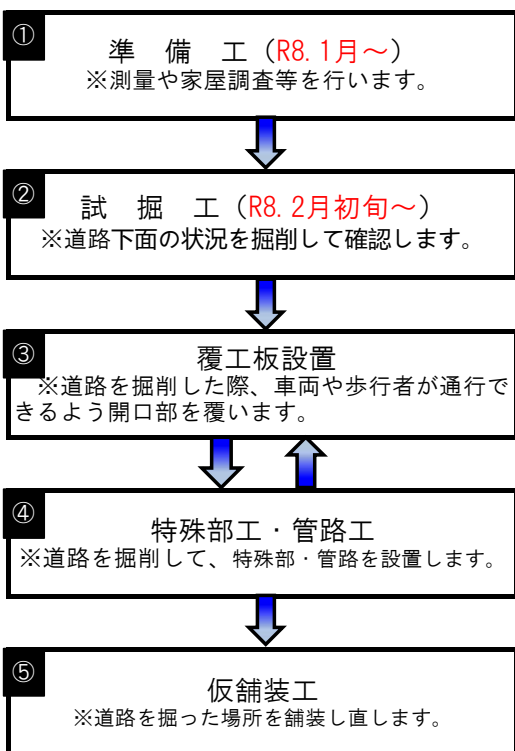 ①
準　備　工（R8.1月～）
※測量や家屋調査等を行います。
②
試　掘　工（R8.2月初旬～）
※道路下面の状況を掘削して確認します。
③
覆工板設置
※道路を掘削した際、車両や歩行者が通行で
きるよう開口部を覆います。
④
特殊部工・管路工
※道路を掘削して、特殊部・管路を設置します。
⑤
仮舗装工
※道路を掘った場所を舗装し直します。